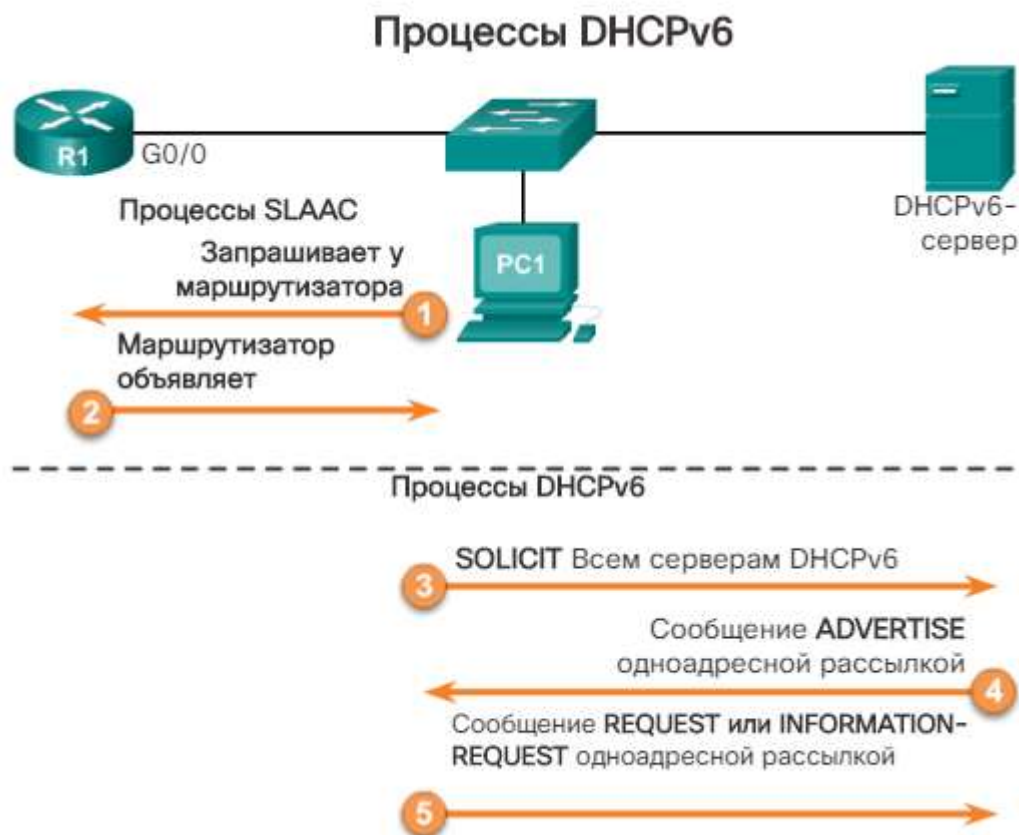 Процессы DHCPv6
R1
G0/0
DHCPv6-
сервер
PC1
Процессы SLAAC
Запрашивает у
маршрутизатора
1
Маршрутизатор
объявляет
2
Процессы DHCPv6
SOLICIT Всем серверам DHCPv6
3
Сообщение ADVERTISE
одноадресной рассылкой
4
Сообщение REQUEST или INFORMATION-
REQUEST одноадресной рассылкой
5